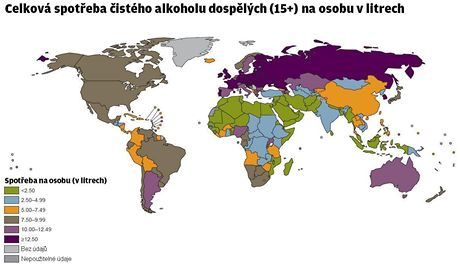 Celková spotřeba čistého alkoholu dospělých (15+) na osobu v litrech
Spotřeba na osobu (v litrech)
<2.50
2.50–4.99
5.00–7.49
7.50–9.99
10.00–12.49
≥12.50
Bez údajů
Nepoužitelné údaje